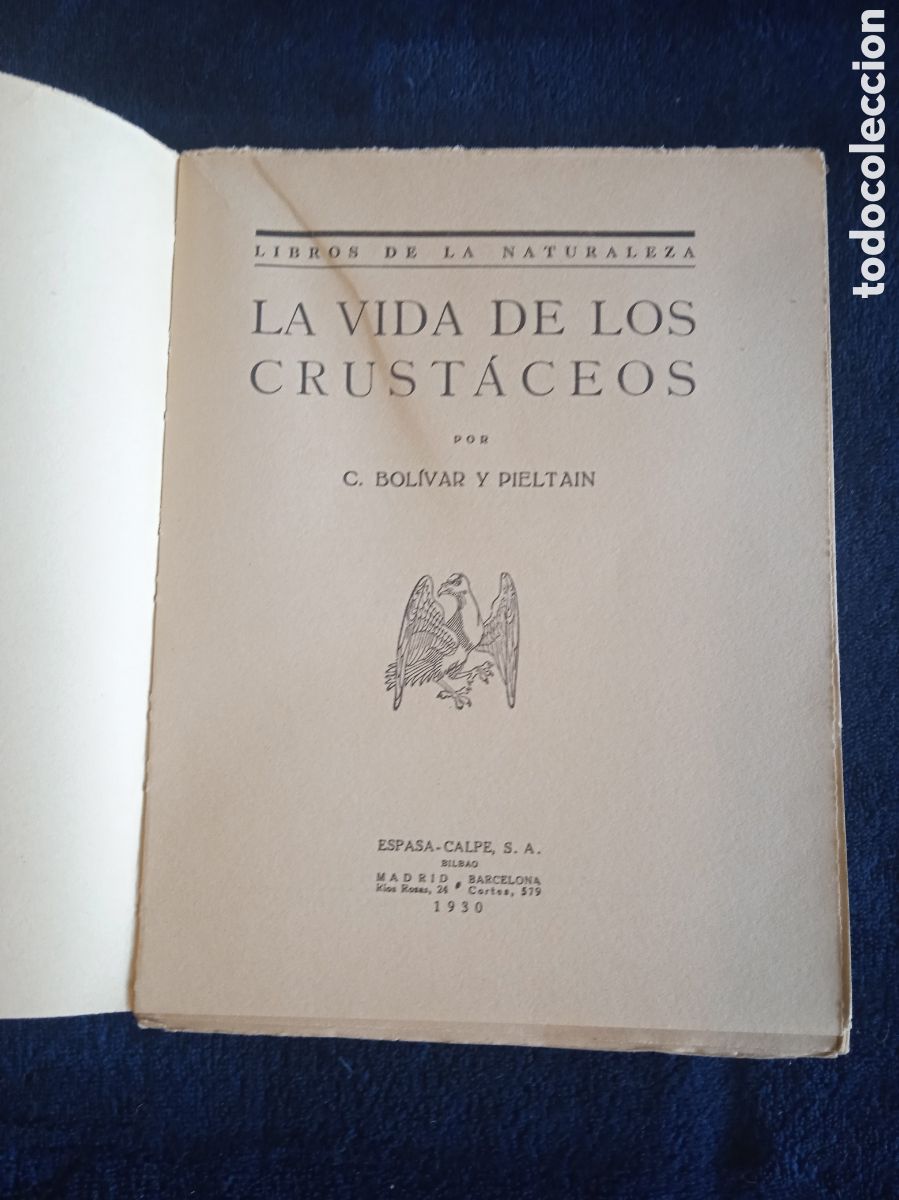 LIBROS DE LA NATURALEZA
LA VIDA DE LOS
CRUSTÁCEOS
POR
C. BOLÍVAR Y PIELTAIN
ESPASA-CALPE, S. A.
BILBAO
MADRID BARCELONA
Ríos Rosas, 24 Cortes, 579
1930
todocoleccion